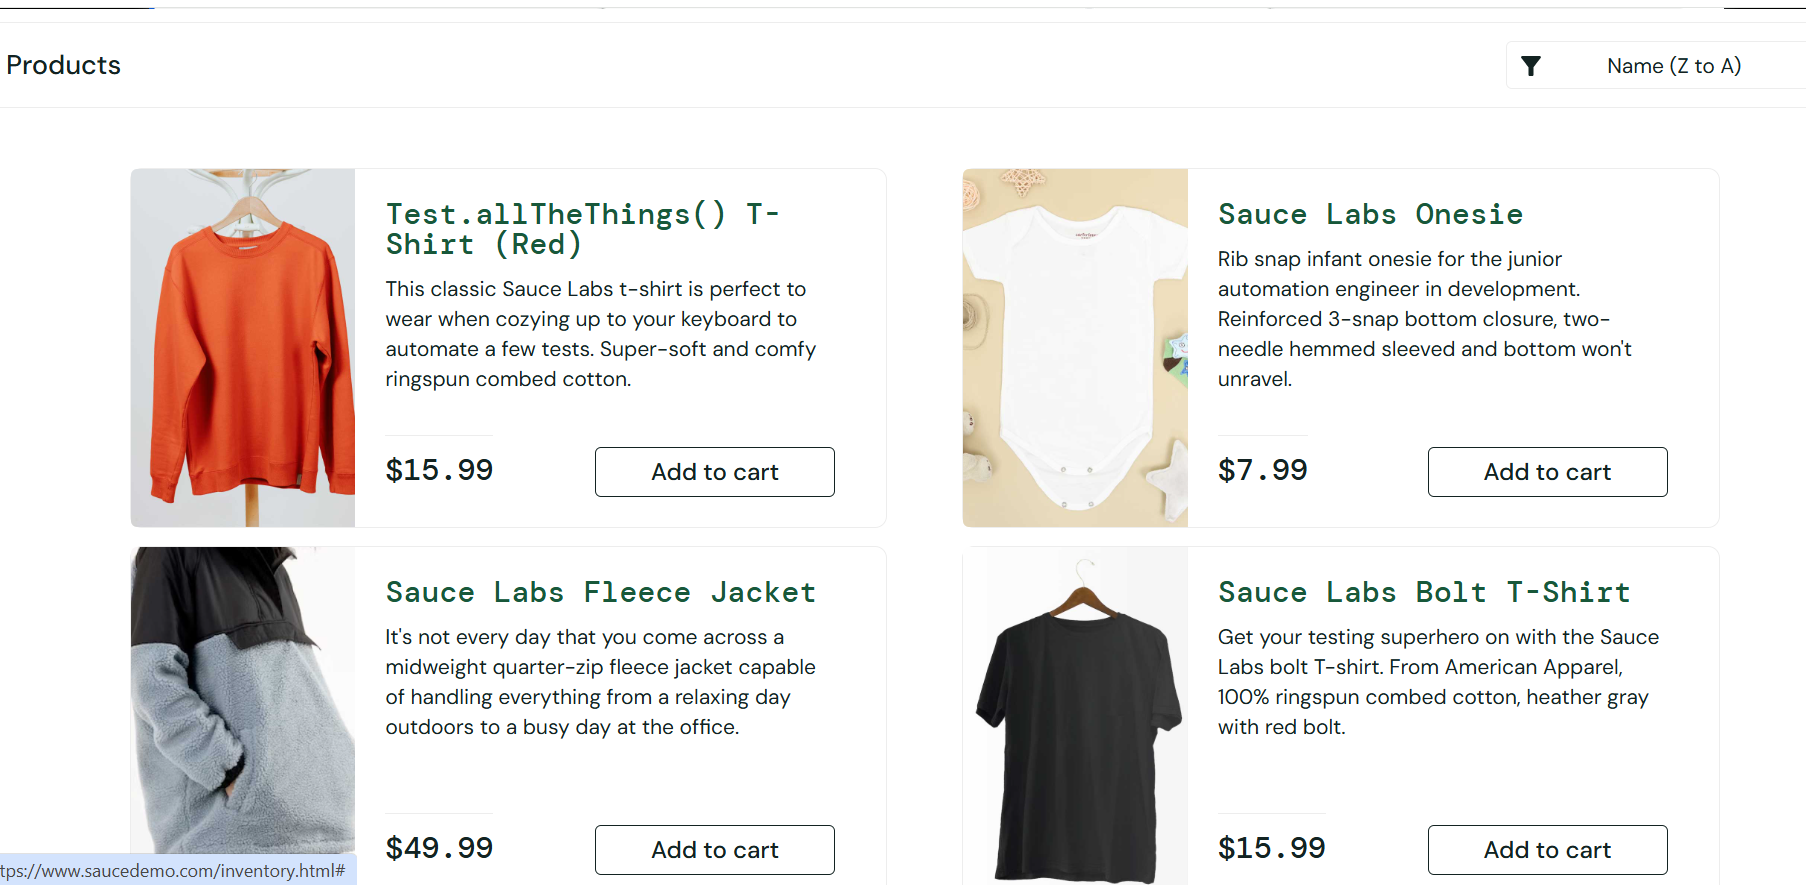 Products
Name (Z to A)
Test.allTheThings() T-
Shirt (Red)
This classic Sauce Labs t-shirt is perfect to
wear when cozying up to your keyboard to
automate a few tests. Super-soft and comfy
ringspun combed cotton.
$15.99
Add to cart
Sauce Labs Onesie
Rib snap infant onesie for the junior
automation engineer in development.
Reinforced 3-snap bottom closure, two-
needle hemmed sleeved and bottom won't
unravel.
$7.99
Add to cart
Sauce Labs Fleece Jacket
It's not every day that you come across a
midweight quarter-zip fleece jacket capable
of handling everything from a relaxing day
outdoors to a busy day at the office.
$49.99
Add to cart
Sauce Labs Bolt T-Shirt
Get your testing superhero on with the Sauce
Labs bolt T-shirt. From American Apparel,
100% ringspun combed cotton, heather gray
with red bolt.
$15.99
Add to cart
tps://www.saucedemo.com/inventory.html#